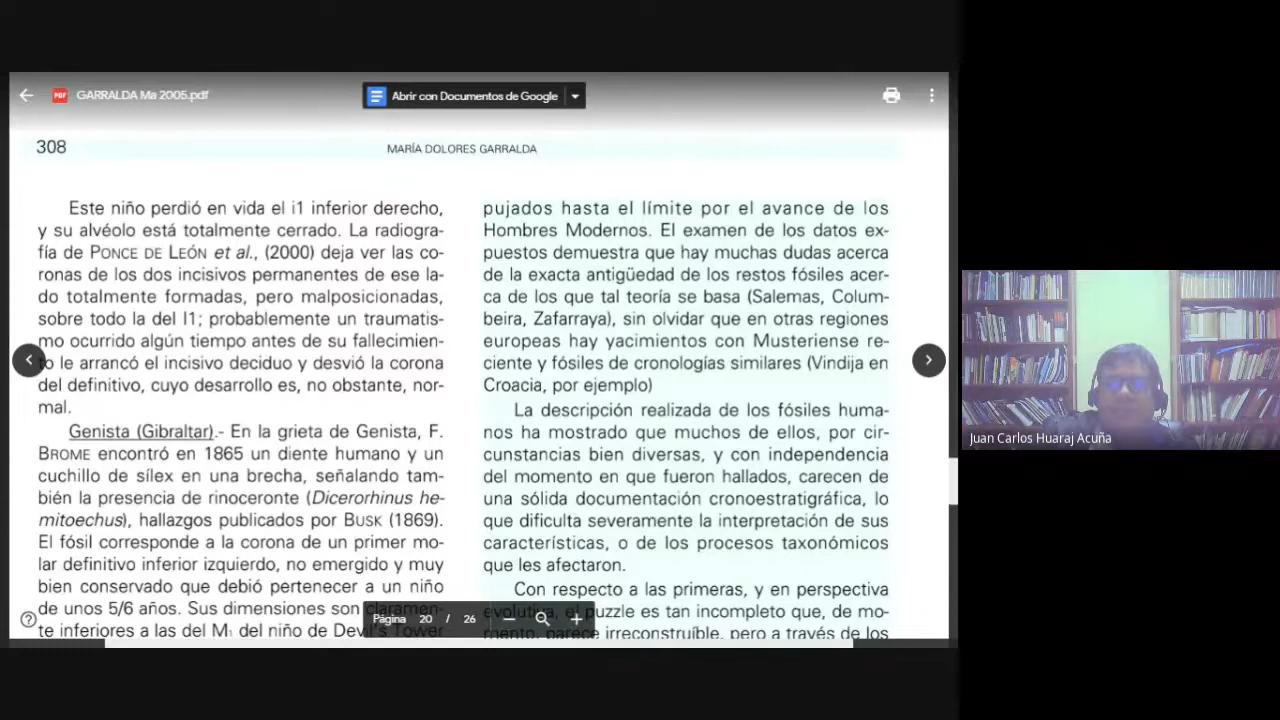 GARRALDA Ma 2005.pdf
Abrir con Documentos de Google
308
MARÍA DOLORES GARRALDA
Este niño perdió en vida el i1 inferior derecho,
y su alvéolo está totalmente cerrado. La radiogra-
fía de PONCE DE LEÓN et al., (2000) deja ver las co-
ronas de los dos incisivos permanentes de ese la-
do totalmente formadas, pero malposicionadas,
sobre todo la del I1; probablemente un traumatis-
mo ocurrido algún tiempo antes de su fallecimien-
to le arrancó el incisivo deciduo y desvió la corona
del definitivo, cuyo desarrollo es, no obstante, nor-
mal.
Genista (Gibraltar).- En la grieta de Genista, F.
BROME encontró en 1865 un diente humano y un
cuchillo de sílex en una brecha, señalando tam-
bién la presencia de rinoceronte (Dicerorhinus he-
mitoechus), hallazgos publicados por BUSK (1869).
El fósil corresponde a la corona de un primer mo-
lar definitivo inferior izquierdo, no emergido y muy
bien conservado que debió pertenecer a un niño
de unos 5/6 años. Sus dimensiones son claramen-
te inferiores a las del M1 del niño de Devil's Tower
pujados hasta el límite por el avance de los
Hombres Modernos. El examen de los datos ex-
puestos demuestra que hay muchas dudas acerca
de la exacta antigüedad de los restos fósiles acer-
ca de los que tal teoría se basa (Salemas, Colum-
beira, Zafarraya), sin olvidar que en otras regiones
europeas hay yacimientos con Musteriense re-
ciente y fósiles de cronologías similares (Vindija en
Croacia, por ejemplo)
La descripción realizada de los fósiles huma-
nos ha mostrado que muchos de ellos, por cir-
cunstancias bien diversas, y con independencia
del momento en que fueron hallados, carecen de
una sólida documentación cronoestratigráfica, lo
que dificulta severamente la interpretación de sus
características, o de los procesos taxonómicos
que les afectaron.
Con respecto a las primeras, y en perspectiva
evolutiva, el puzzle es tan incompleto que, de mo-
mento, parece irreconstruíble, pero a través de los
Página 20 / 26
Juan Carlos Huaraj Acuña